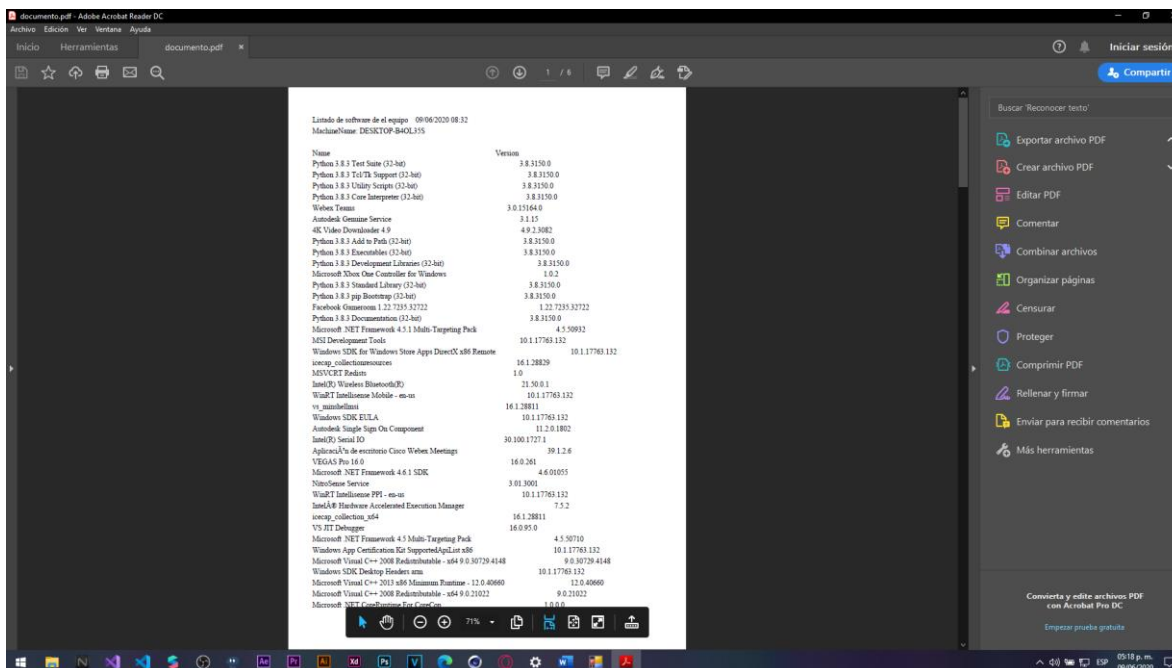 documento.pdf - Adobe Acrobat Reader DC
Archivo Edición Ver Ventana Ayuda
Inicio Herramientas documento.pdf × Iniciar sesión
1 / 6 Compartir
Listado de software de el equipo 09/06/2020 08:32
MachineName: DESKTOP-B4OL35S
Name Version
Python 3.8.3 Test Suite (32-bit) 3.8.3150.0
Python 3.8.3 Tcl/Tk Support (32-bit) 3.8.3150.0
Python 3.8.3 Utility Scripts (32-bit) 3.8.3150.0
Python 3.8.3 Core Interpreter (32-bit) 3.8.3150.0
Webex Teams 3.0.15164.0
Autodesk Genuine Service 3.1.15
4K Video Downloader 4.9 4.9.2.3082
Python 3.8.3 Add to Path (32-bit) 3.8.3150.0
Python 3.8.3 Executables (32-bit) 3.8.3150.0
Python 3.8.3 Development Libraries (32-bit) 3.8.3150.0
Microsoft Xbox One Controller for Windows 1.0.2
Python 3.8.3 Standard Library (32-bit) 3.8.3150.0
Python 3.8.3 pip Bootstrap (32-bit) 3.8.3150.0
Facebook Gameroom 1.22.7235.32722 1.22.7235.32722
Python 3.8.3 Documentation (32-bit) 3.8.3150.0
Microsoft .NET Framework 4.5.1 Multi-Targeting Pack 4.5.50932
MSI Development Tools 10.1.17763.132
Windows SDK for Windows Store Apps DirectX x86 Remote 10.1.17763.132
icecap_collectionresources 16.1.28829
MSVCRT Redists 1.0
Intel(R) Wireless Bluetooth(R) 21.50.0.1
WinRT Intellisense Mobile - en-us 10.1.17763.132
vs_minshellmsi 16.1.28811
Windows SDK EULA 10.1.17763.132
Autodesk Single Sign On Component 11.2.0.1802
Intel(R) Serial IO 30.100.1727.1
AplicaciÃ³n de escritorio Cisco Webex Meetings 39.1.2.6
VEGAS Pro 16.0 16.0.261
Microsoft .NET Framework 4.6.1 SDK 4.6.01055
NitroSense Service 3.01.3001
WinRT Intellisense PPI - en-us 10.1.17763.132
IntelÂ® Hardware Accelerated Execution Manager 7.5.2
icecap_collection_x64 16.1.28811
VS JIT Debugger 16.0.95.0
Microsoft .NET Framework 4.5 Multi-Targeting Pack 4.5.50710
Windows App Certification Kit SupportedApiList x86 10.1.17763.132
Microsoft Visual C++ 2008 Redistributable - x64 9.0.30729.4148 9.0.30729.4148
Windows SDK Desktop Headers arm 10.1.17763.132
Microsoft Visual C++ 2013 x86 Minimum Runtime - 12.0.40660 12.0.40660
Microsoft Visual C++ 2008 Redistributable - x64 9.0.21022 9.0.21022
Microsoft .NET CoreRuntime For CoreCon 1.0.0.0
71%
Buscar 'Reconocer texto'
Exportar archivo PDF
Crear archivo PDF
Editar PDF
Comentar
Combinar archivos
Organizar páginas
Censurar
Proteger
Comprimir PDF
Rellenar y firmar
Enviar para recibir comentarios
Más herramientas
Convierta y edite archivos PDF
con Acrobat Pro DC
Empezar prueba gratuita
N S Ae Pr Ai Xd Ps V
ESP
05:18 p. m.
09/06/2020